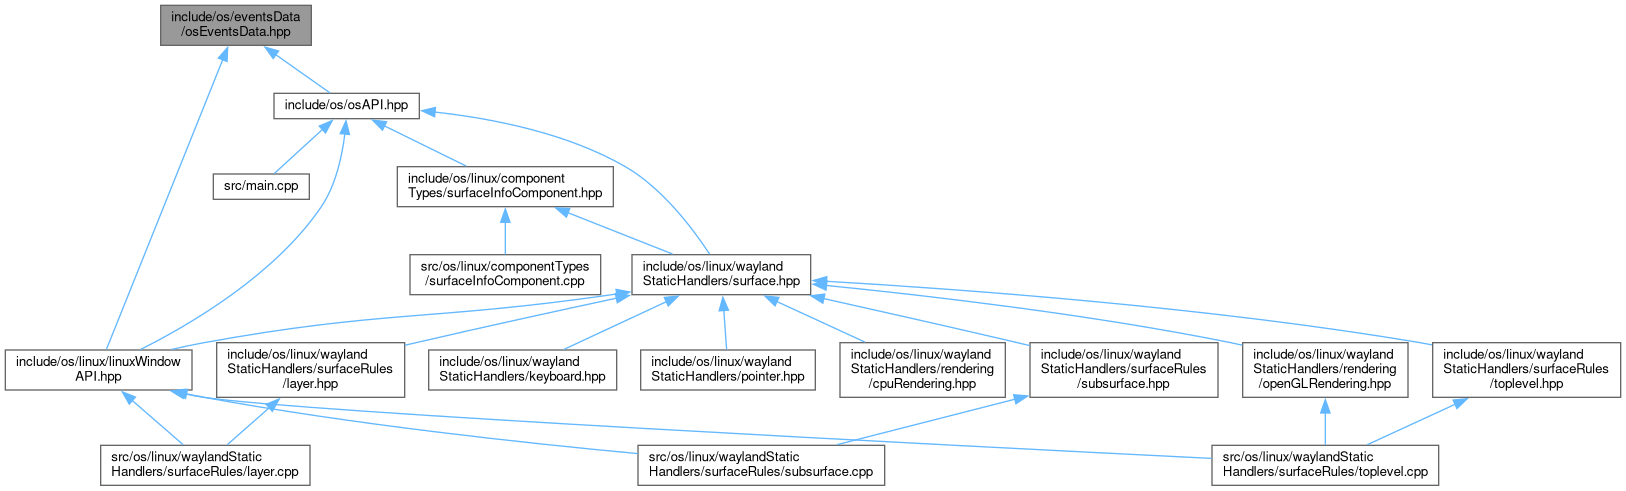 include/os/eventsData
/osEventsData.hpp
include/os/osAPI.hpp
src/main.cpp
include/os/linux/component
Types/surfaceInfoComponent.hpp
src/os/linux/componentTypes
/surfaceInfoComponent.cpp
include/os/linux/wayland
StaticHandlers/surface.hpp
include/os/linux/linuxWindow
API.hpp
include/os/linux/wayland
StaticHandlers/surfaceRules
/layer.hpp
include/os/linux/wayland
StaticHandlers/keyboard.hpp
include/os/linux/wayland
StaticHandlers/pointer.hpp
include/os/linux/wayland
StaticHandlers/rendering
/cpuRendering.hpp
include/os/linux/wayland
StaticHandlers/surfaceRules
/subsurface.hpp
include/os/linux/wayland
StaticHandlers/rendering
/openGLRendering.hpp
include/os/linux/wayland
StaticHandlers/surfaceRules
/toplevel.hpp
src/os/linux/waylandStatic
Handlers/surfaceRules/layer.cpp
src/os/linux/waylandStatic
Handlers/surfaceRules/subsurface.cpp
src/os/linux/waylandStatic
Handlers/surfaceRules/toplevel.cpp